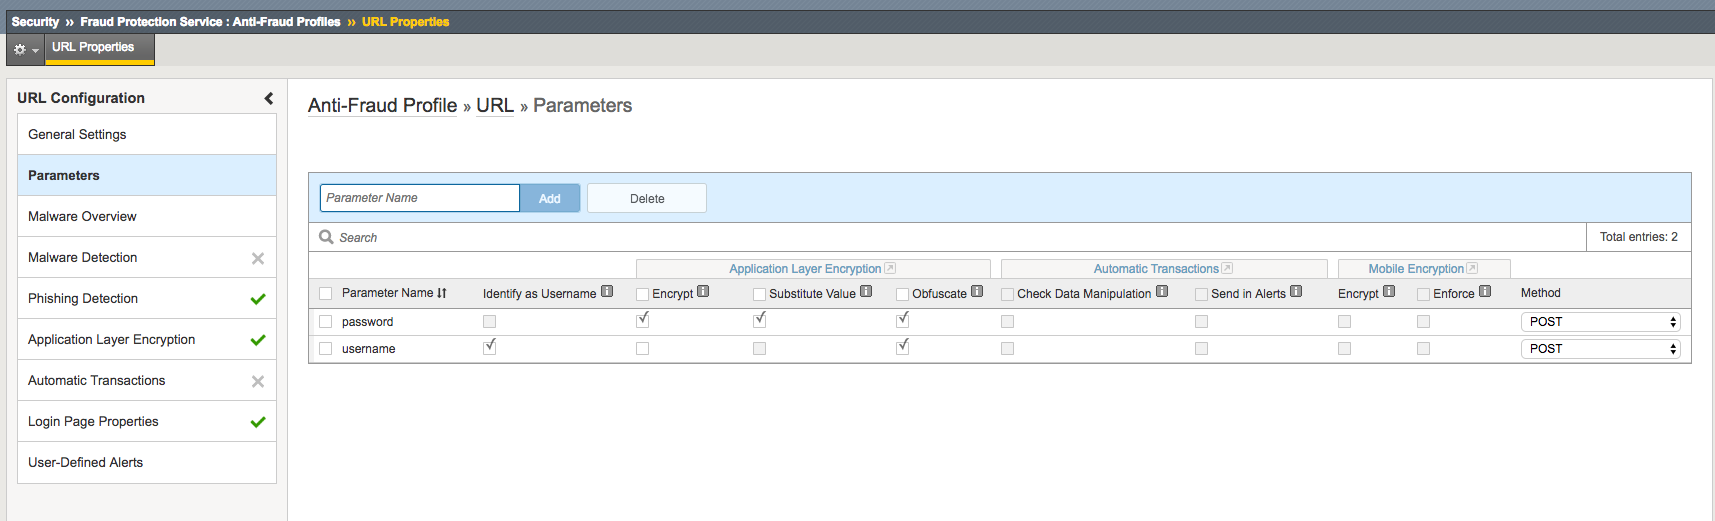 Security ›› Fraud Protection Service : Anti-Fraud Profiles ›› URL Properties
URL Properties
URL Configuration
General Settings
Parameters
Malware Overview
Malware Detection
Phishing Detection
Application Layer Encryption
Automatic Transactions
Login Page Properties
User-Defined Alerts
Anti-Fraud Profile » URL » Parameters
Parameter Name Add Delete
Search Total entries: 2
Application Layer Encryption Automatic Transactions Mobile Encryption
Parameter Name Identify as Username Encrypt Substitute Value Obfuscate Check Data Manipulation Send in Alerts Encrypt Enforce Method
password POST
username POST